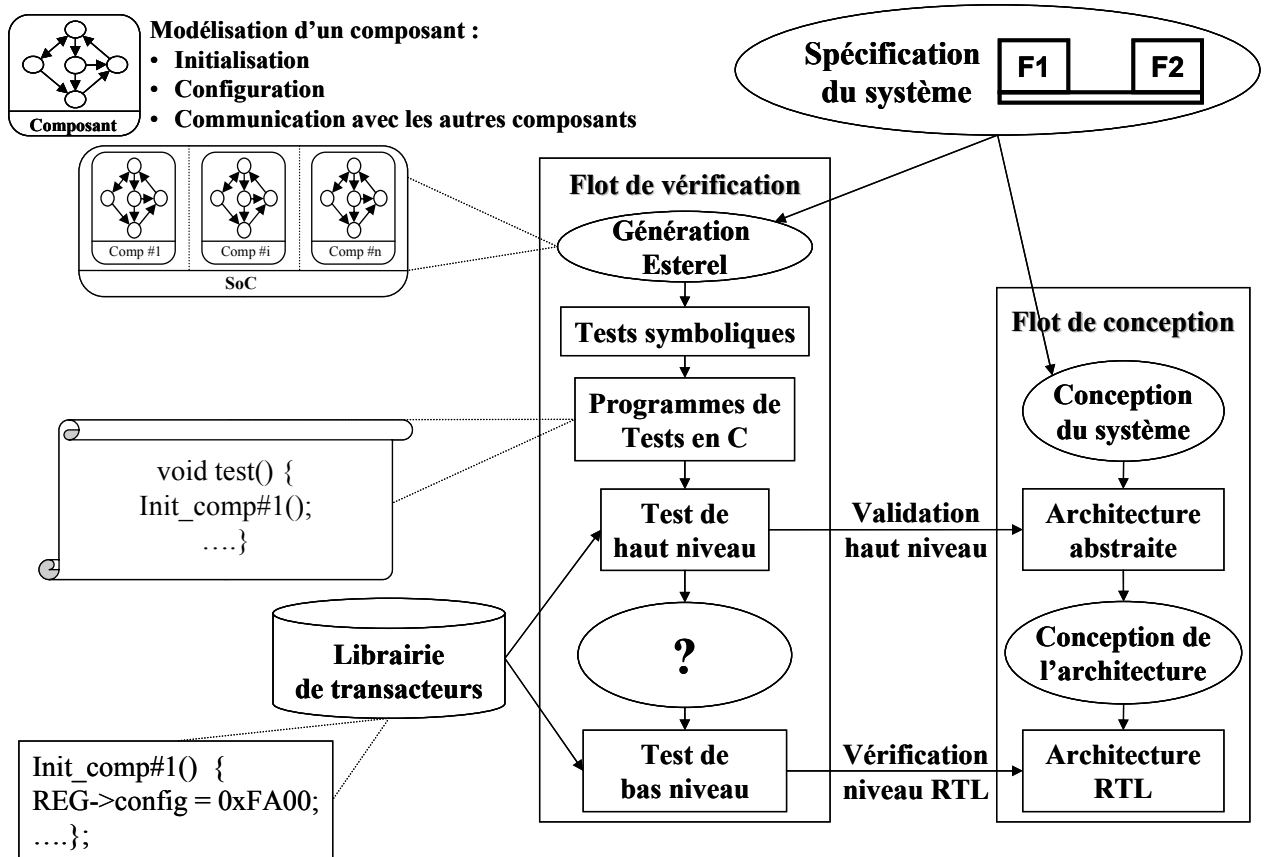 Modélisation d'un composant :
• Initialisation
• Configuration
• Communication avec les autres composants
Composant
Spécification
du système
F1
F2
Comp #1
Comp #i
Comp #n
SoC
Flot de vérification
Génération
Esterel
Tests symboliques
Programmes de
Tests en C
Test de
haut niveau
?
Test de
bas niveau
void test() {
Init_comp#1();
….}
Librairie
de transacteurs
Init_comp#1() {
REG->config = 0xFA00;
….};
Validation
haut niveau
Vérification
niveau RTL
Flot de conception
Conception
du système
Architecture
abstraite
Conception de
l'architecture
Architecture
RTL